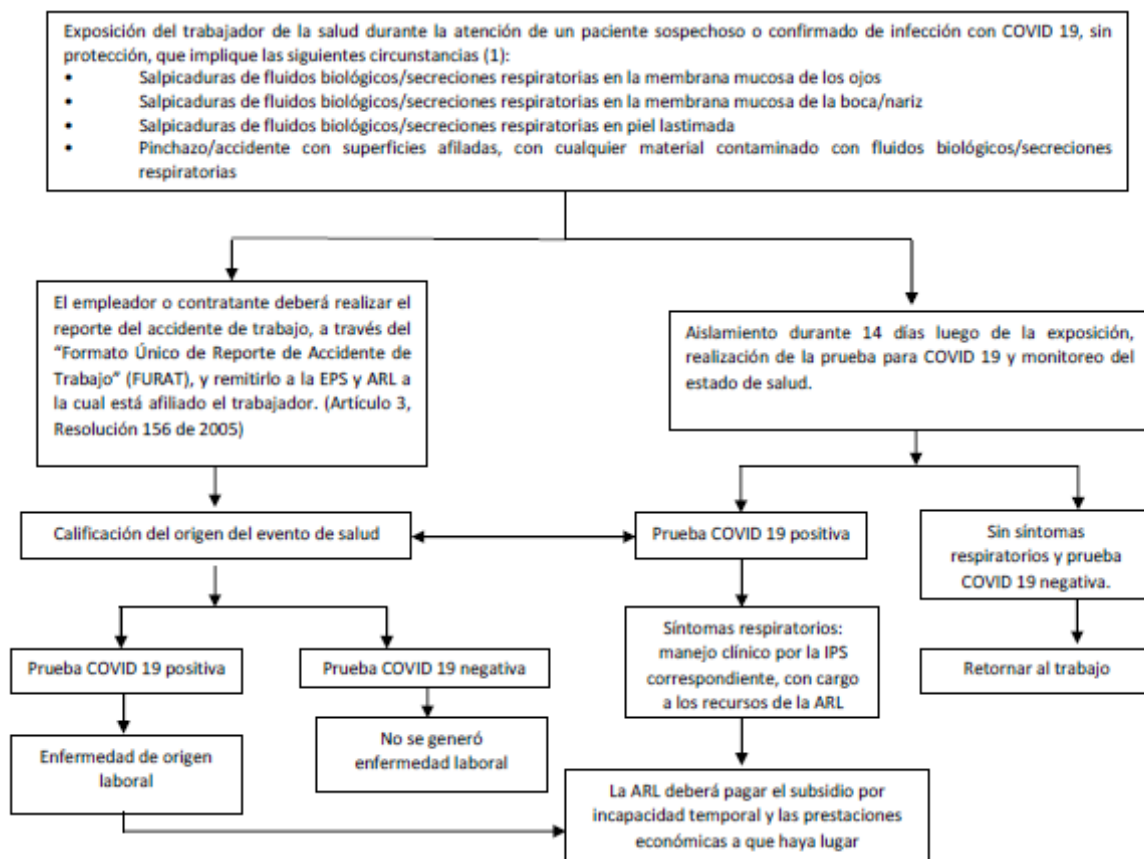 Exposición del trabajador de la salud durante la atención de un paciente sospechoso o confirmado de infección con COVID 19, sin
protección, que implique las siguientes circunstancias (1):
• Salpicaduras de fluidos biológicos/secreciones respiratorias en la membrana mucosa de los ojos
• Salpicaduras de fluidos biológicos/secreciones respiratorias en la membrana mucosa de la boca/nariz
• Salpicaduras de fluidos biológicos/secreciones respiratorias en piel lastimada
• Pinchazo/accidente con superficies afiladas, con cualquier material contaminado con fluidos biológicos/secreciones
respiratorias
El empleador o contratante deberá realizar el
reporte del accidente de trabajo, a través del
“Formato Único de Reporte de Accidente de
Trabajo” (FURAT), y remitirlo a la EPS y ARL a
la cual está afiliado el trabajador. (Artículo 3,
Resolución 156 de 2005)
Aislamiento durante 14 días luego de la exposición,
realización de la prueba para COVID 19 y monitoreo del
estado de salud.
Calificación del origen del evento de salud
Prueba COVID 19 positiva
Sin síntomas
respiratorios y prueba
COVID 19 negativa.
Prueba COVID 19 positiva
Prueba COVID 19 negativa
Síntomas respiratorios:
manejo clínico por la IPS
correspondiente, con cargo
a los recursos de la ARL
Retornar al trabajo
Enfermedad de origen
laboral
No se generó
enfermedad laboral
La ARL deberá pagar el subsidio por
incapacidad temporal y las prestaciones
económicas a que haya lugar